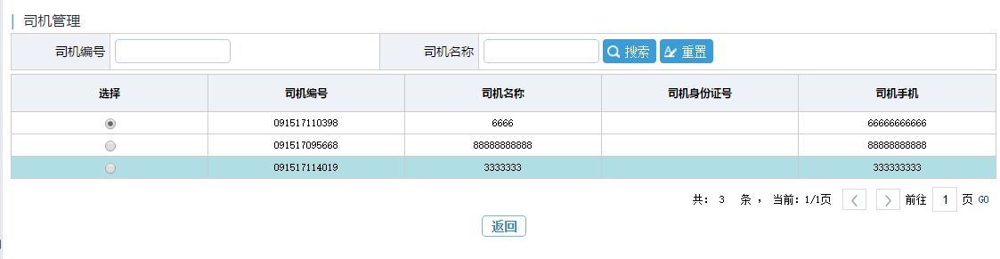 司机管理
司机编号 司机名称 搜索 重置
选择 司机编号 司机名称 司机身份证号 司机手机
091517110398 6666 66666666666
091517095668 88888888888 88888888888
091517114019 3333333 333333333
共： 3 条 ， 当前：1/1页 前往 1 页 GO
返回